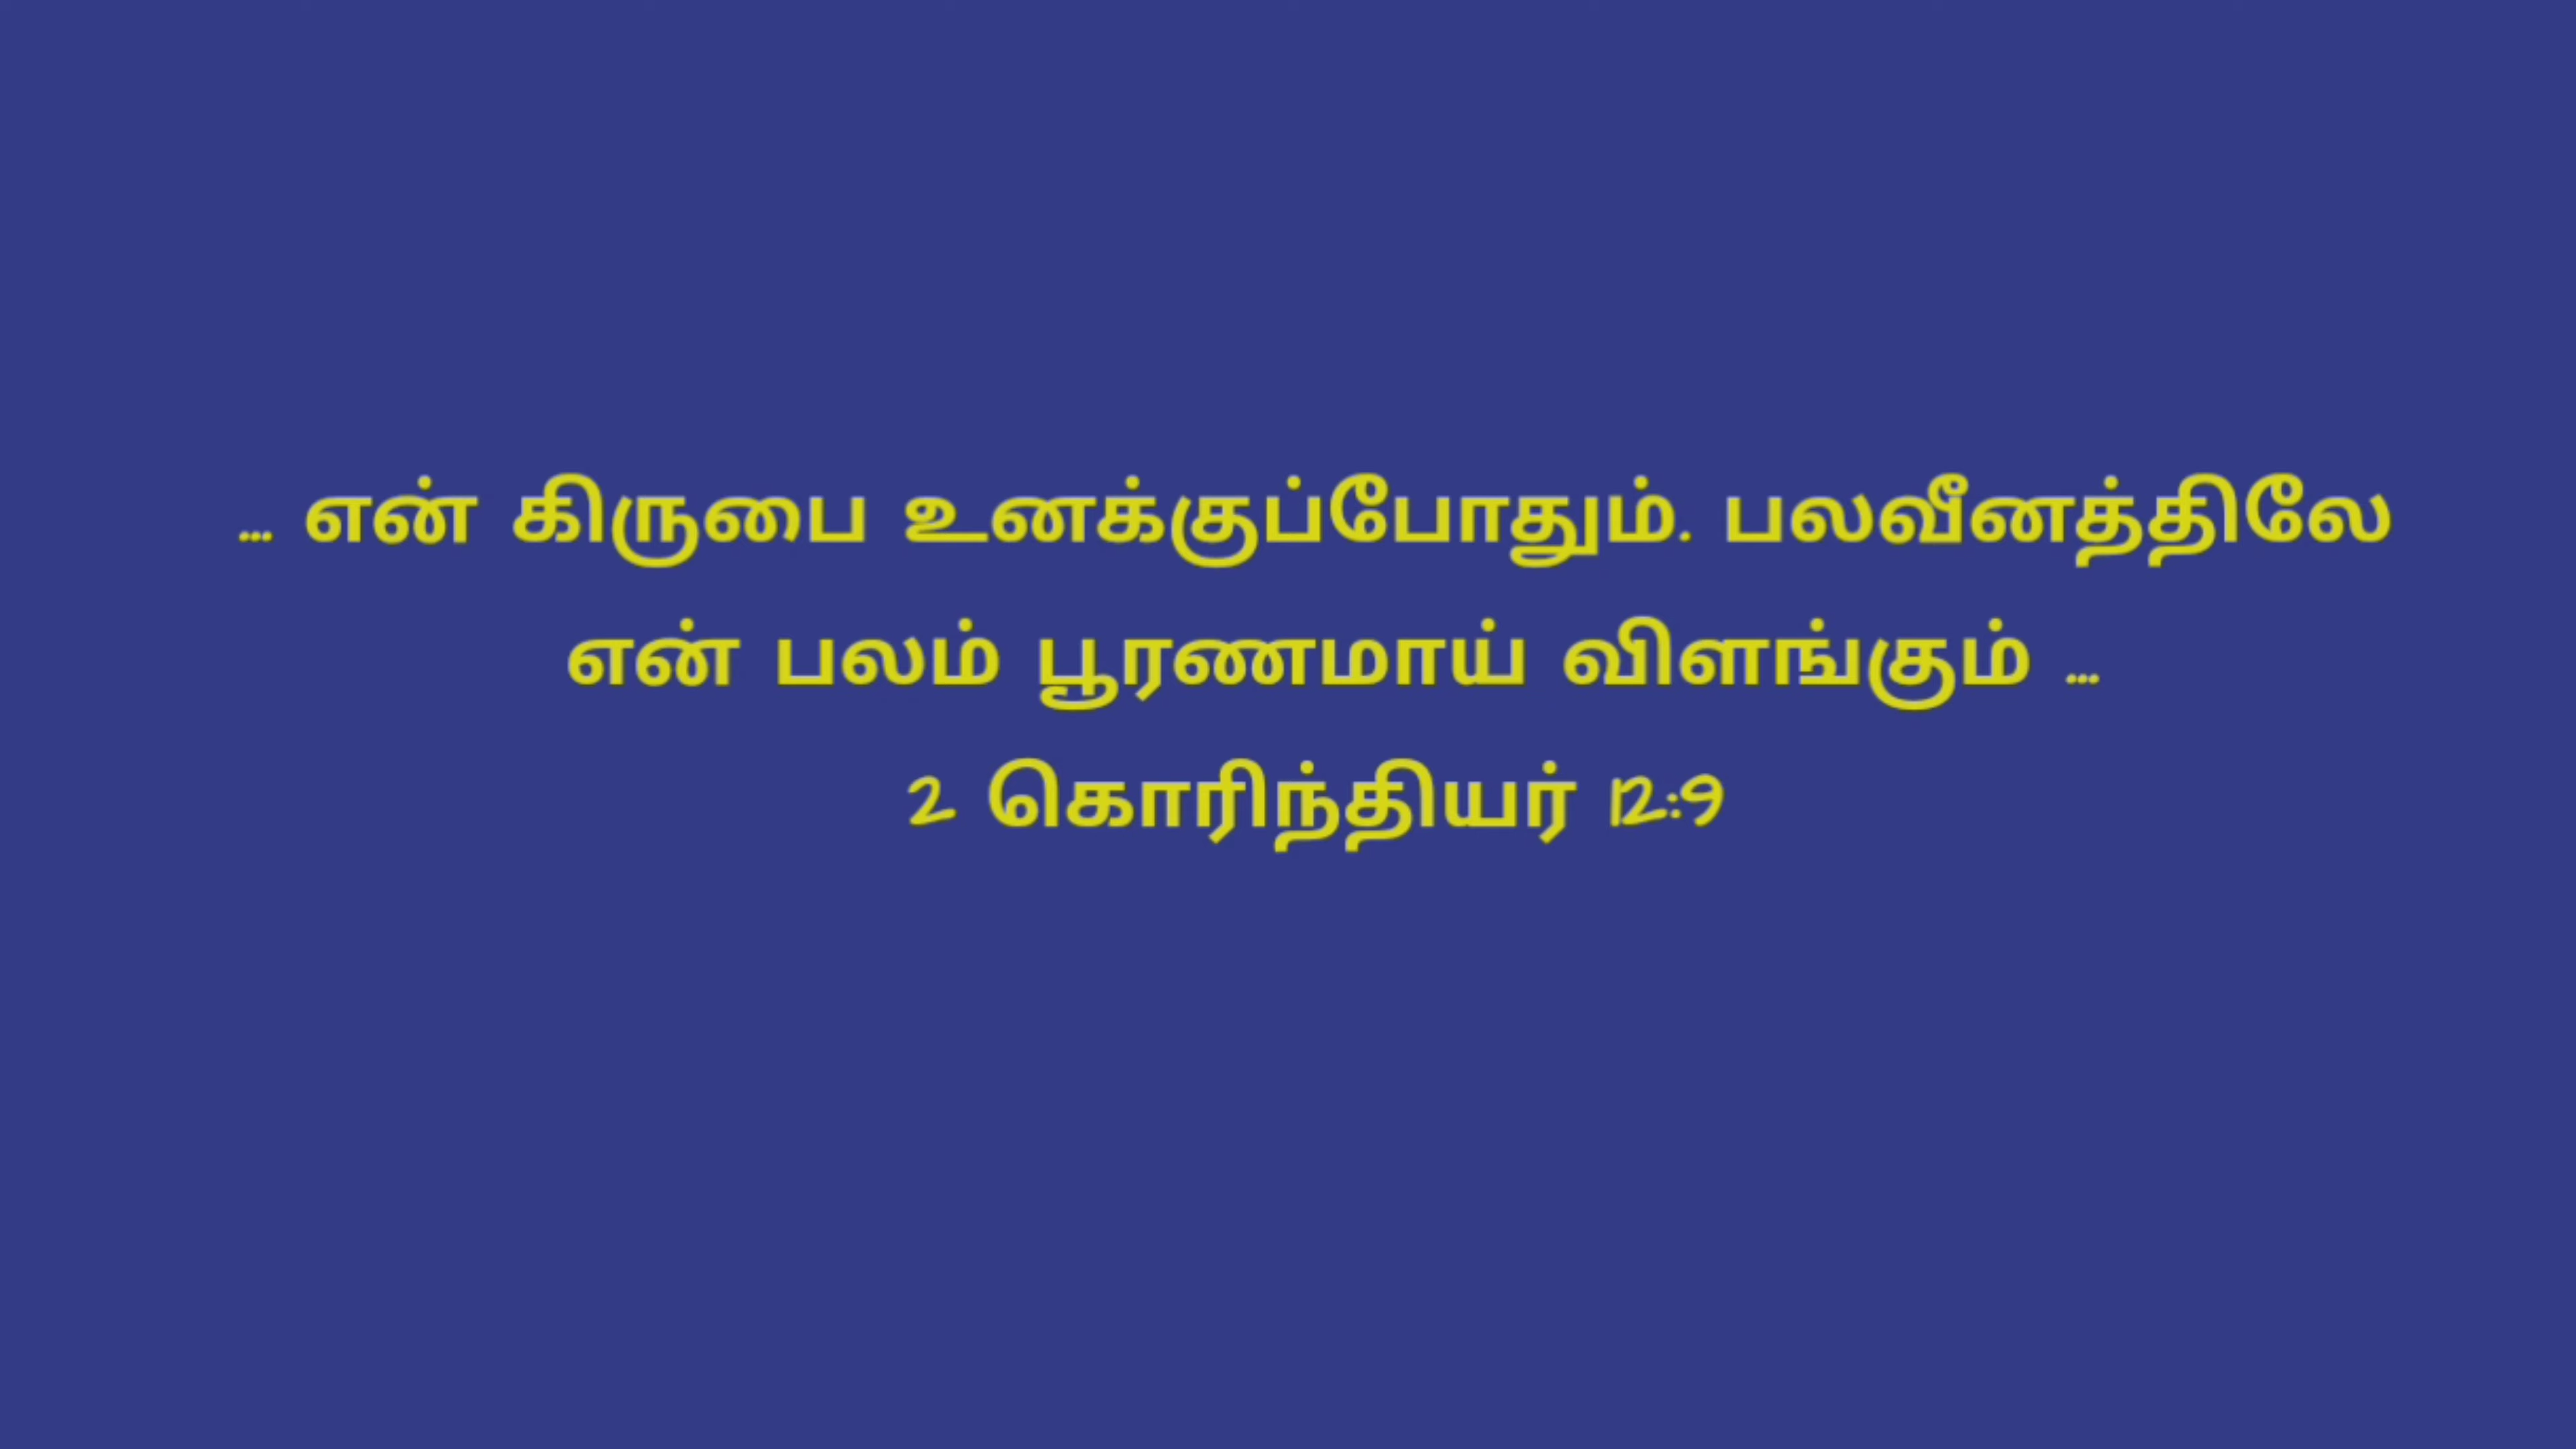 ... என் கிருபை உனக்குப்போதும். பலவீனத்திலே
என் பலம் பூரணமாய் விளங்கும் ...
2 கொரிந்தியர் 12:9